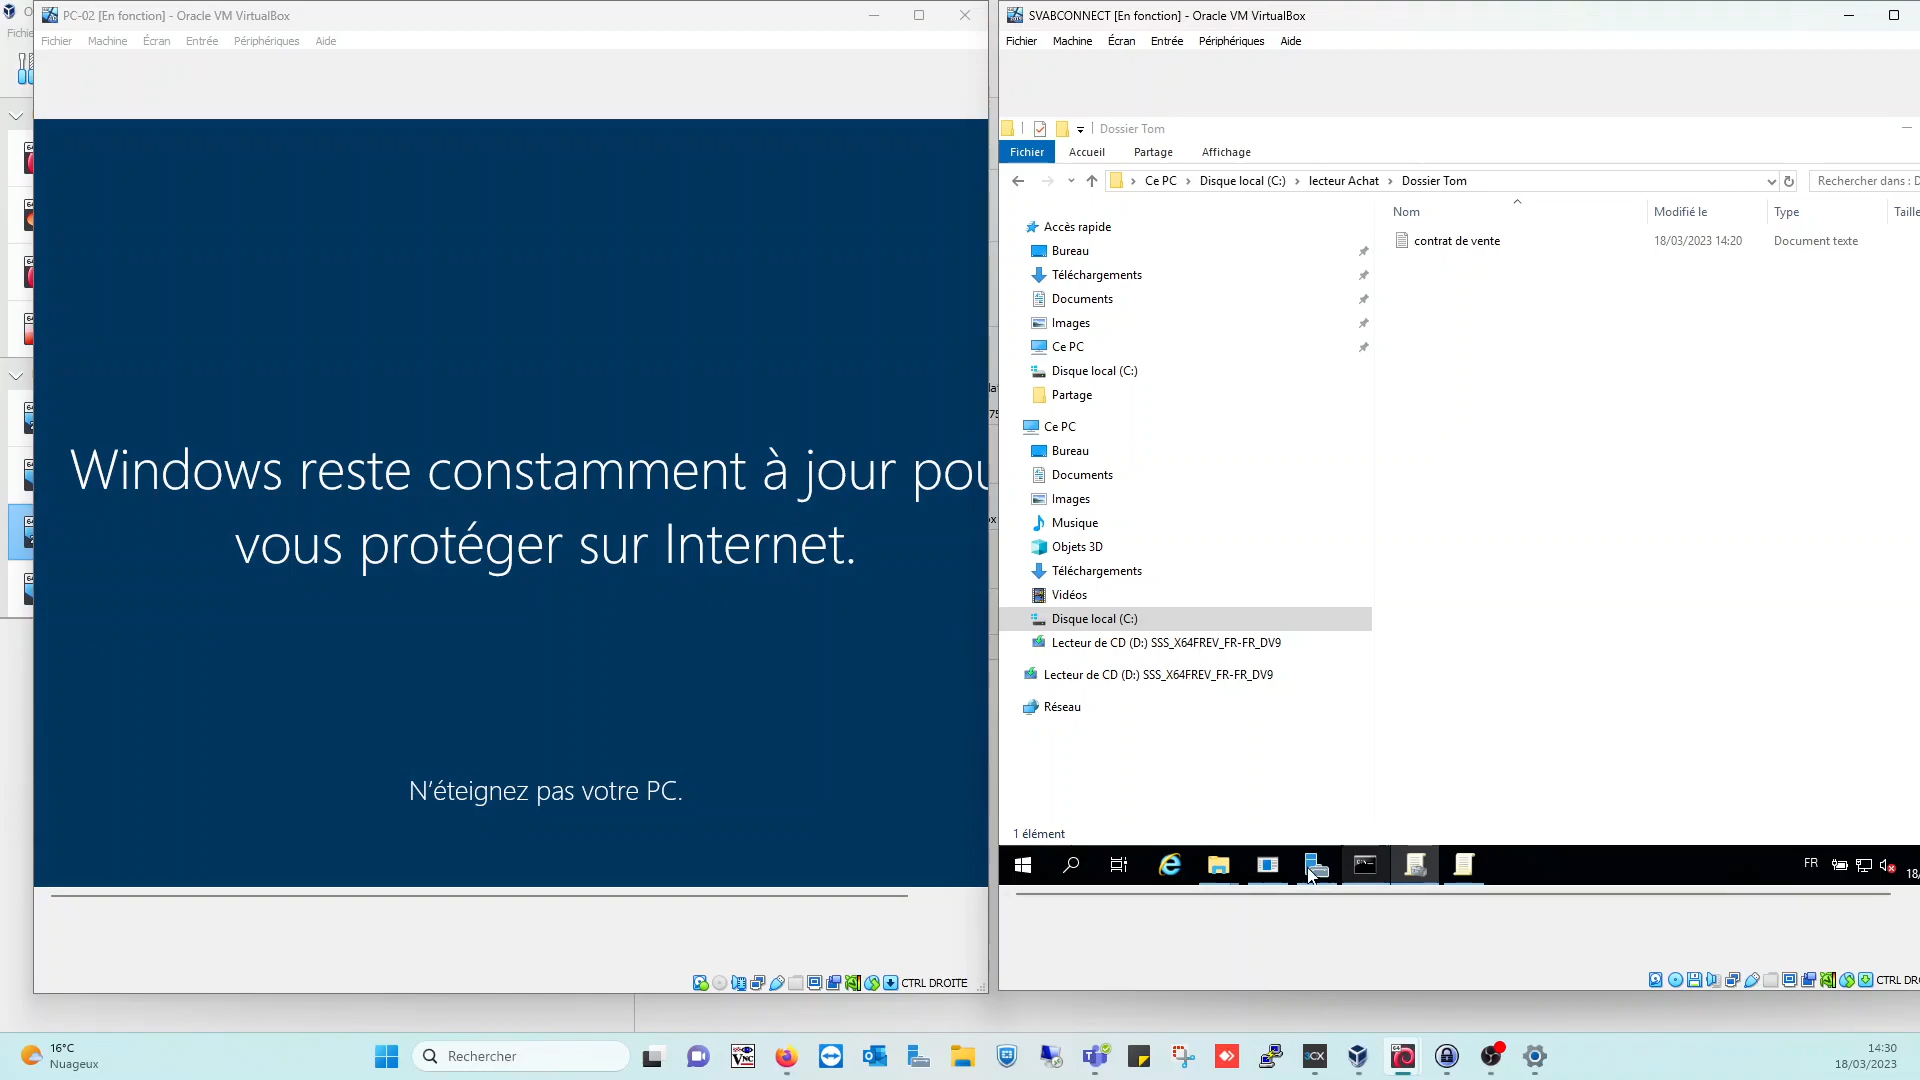 PC-02 [En fonction] - Oracle VM VirtualBox
Fichier Machine Écran Entrée Périphériques Aide
Windows reste constamment à jour pou
vous protéger sur Internet.
N’éteignez pas votre PC.
CTRL DROITE
SVABCONNECT [En fonction] - Oracle VM VirtualBox
Fichier Machine Écran Entrée Périphériques Aide
Dossier Tom
Fichier Accueil Partage Affichage
Ce PC Disque local (C:) lecteur Achat Dossier Tom
Rechercher dans : D
Nom Modifié le Type Taille
contrat de vente 18/03/2023 14:20 Document texte
Accès rapide
Bureau
Téléchargements
Documents
Images
Ce PC
Disque local (C:)
Partage
Ce PC
Bureau
Documents
Images
Musique
Objets 3D
Téléchargements
Vidéos
Disque local (C:)
Lecteur de CD (D:) SSS_X64FREV_FR-FR_DV9
Lecteur de CD (D:) SSS_X64FREV_FR-FR_DV9
Réseau
1 élément
FR
18/
CTRL DRO
16°C
Nuageux
Rechercher
VNC
3CX
14:30
18/03/2023